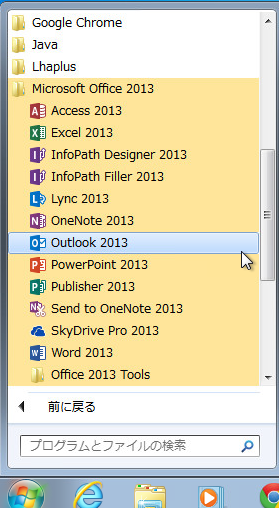 Google Chrome
Java
Lhaplus
Microsoft Office 2013
Access 2013
Excel 2013
InfoPath Designer 2013
InfoPath Filler 2013
Lync 2013
OneNote 2013
Outlook 2013
PowerPoint 2013
Publisher 2013
Send to OneNote 2013
SkyDrive Pro 2013
Word 2013
Office 2013 Tools
前に戻る
プログラムとファイルの検索